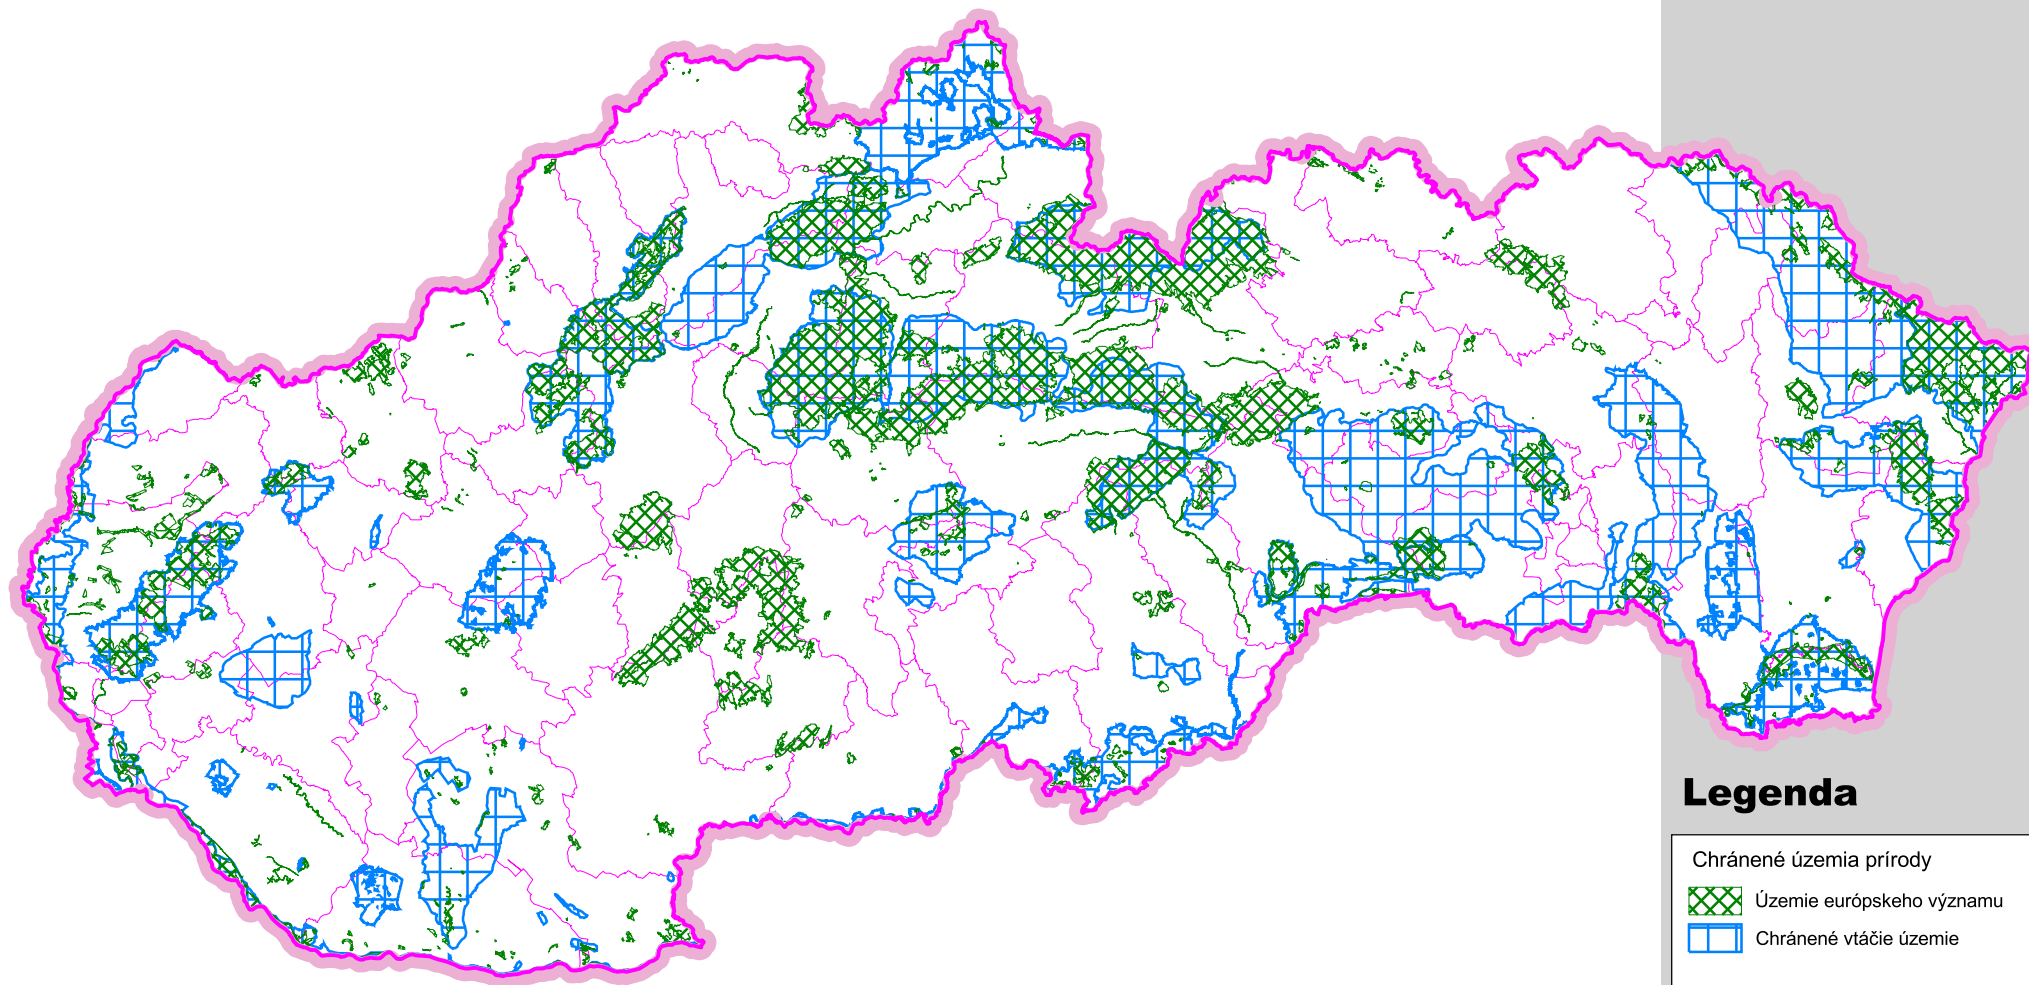 Legenda
Chránené územia prírody
Územie európskeho významu
Chránené vtáčie územie